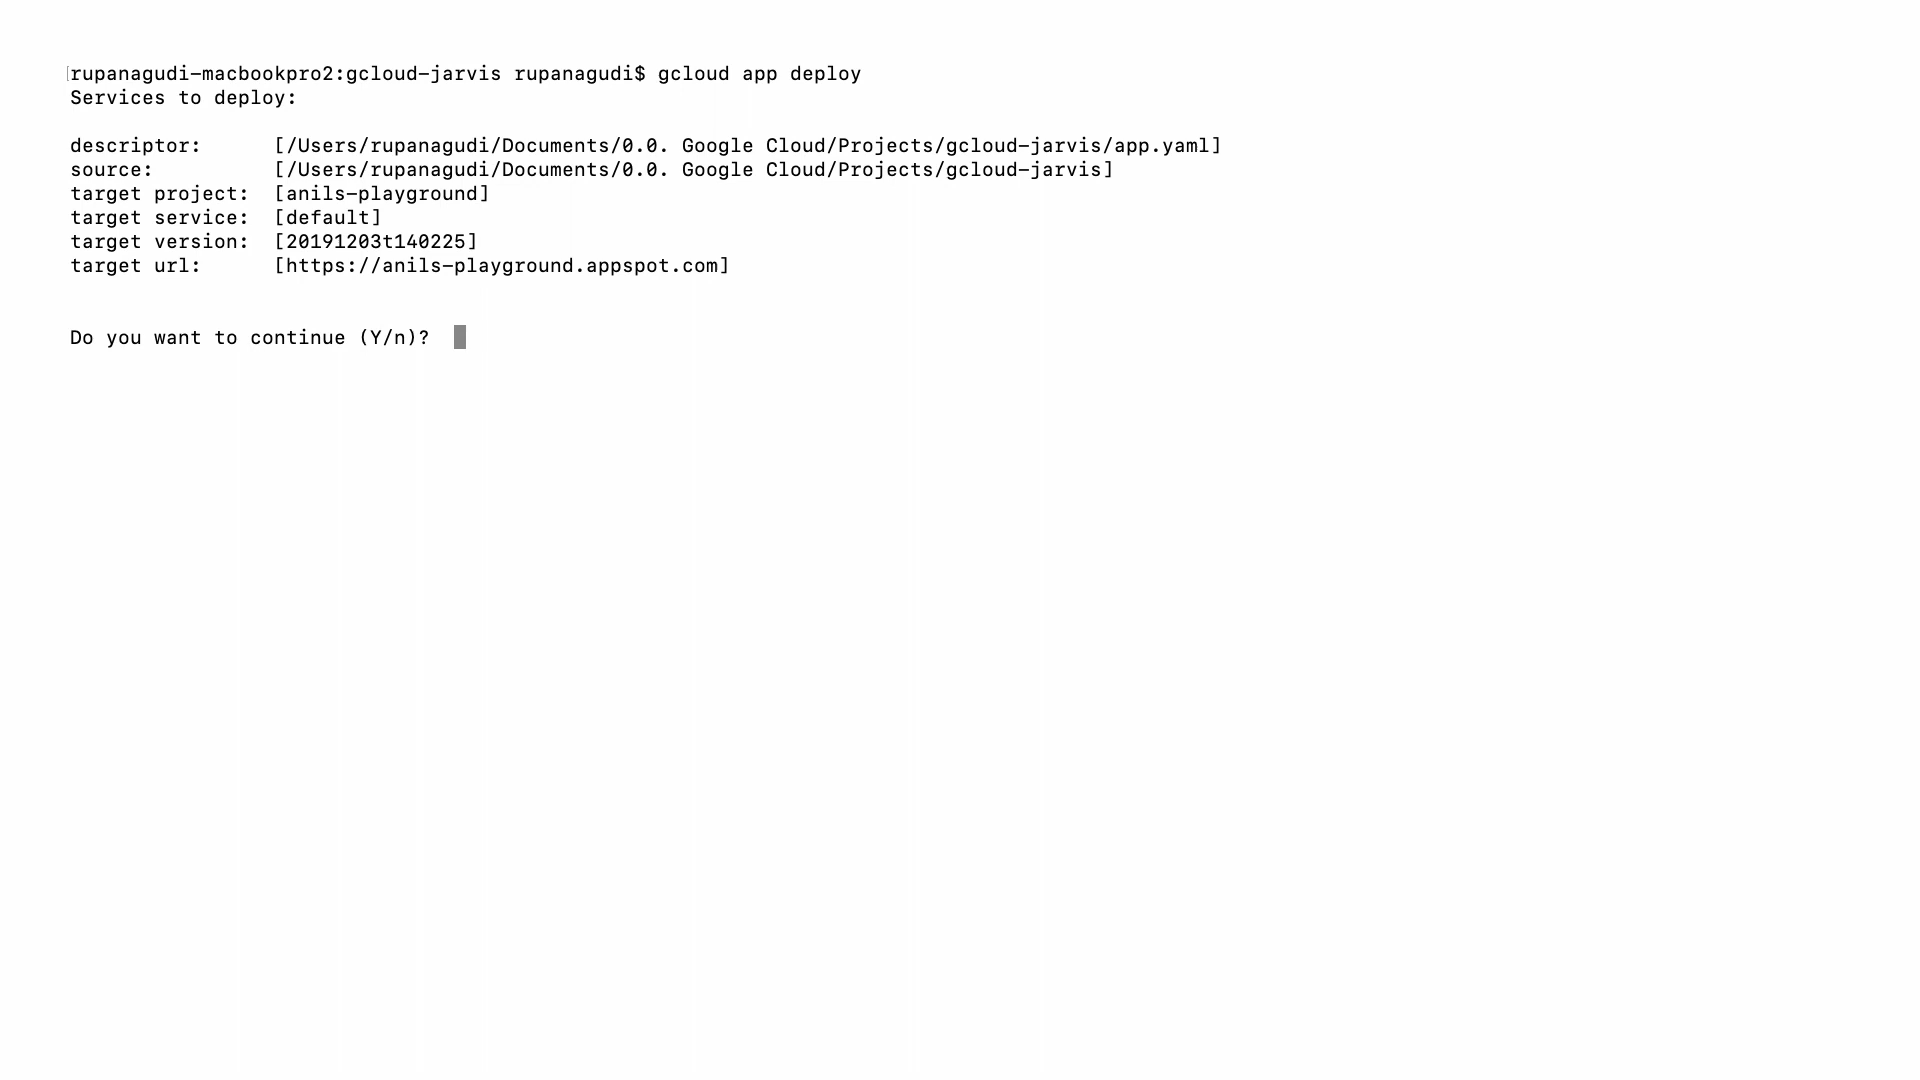 rupanagudi-macbookpro2:gcloud-jarvis rupanagudi$ gcloud app deploy
Services to deploy:
descriptor:      [/Users/rupanagudi/Documents/0.0. Google Cloud/Projects/gcloud-jarvis/app.yaml]
source:          [/Users/rupanagudi/Documents/0.0. Google Cloud/Projects/gcloud-jarvis]
target project:  [anils-playground]
target service:  [default]
target version:  [20191203t140225]
target url:      [https://anils-playground.appspot.com]
Do you want to continue (Y/n)?